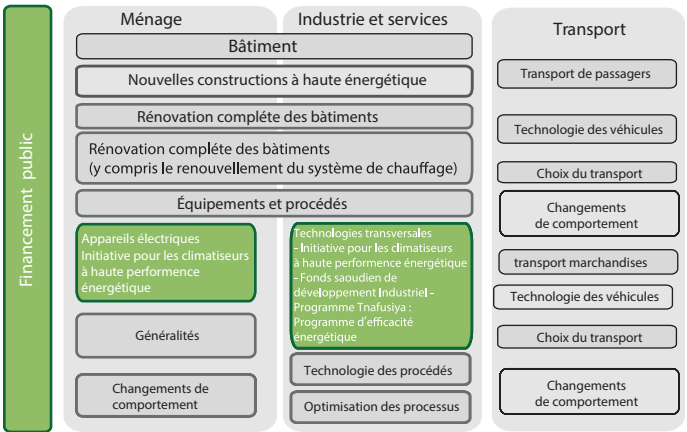 Financement public
Ménage
Industrie et services
Bâtiment
Nouvelles constructions à haute énergétique
Rénovation compléte des bâtiments
Rénovation compléte des bâtiments
(y compris le renouvellement du système de chauffage)
Équipements et procédés
Appareils électriques
Initiative pour les climatiseurs
à haute performence
énergétique
Généralités
Changements de
comportement
Technologies transversales
– Initiative pour les climatiseurs
à haute performence énergétique
– Fonds saoudien de
développement Industriel –
Programme Tnafusiya :
Programme d'efficacité
énergétique
Technologie des procédés
Optimisation des processus
Transport
Transport de passagers
Technologie des véhicules
Choix du transport
Changements
de comportement
transport marchandises
Technologie des véhicules
Choix du transport
Changements
de comportement